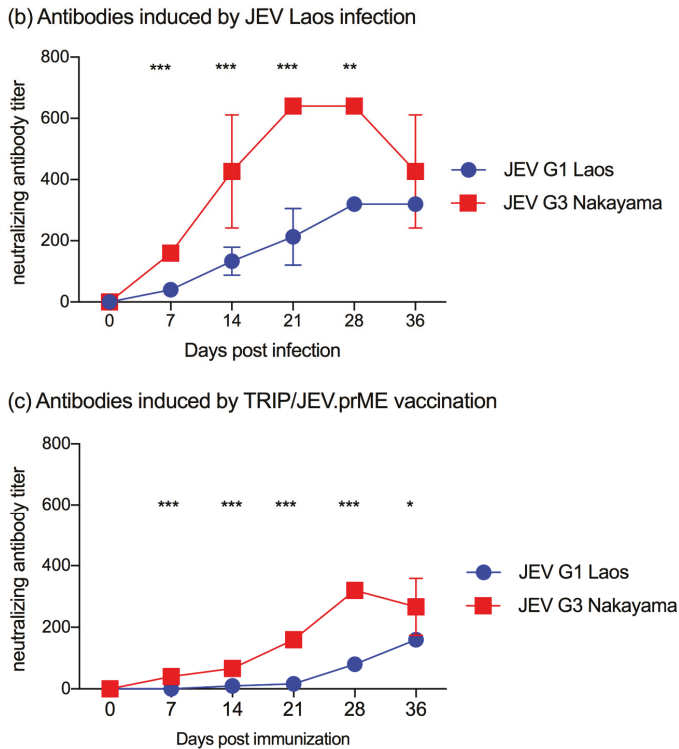 (b) Antibodies induced by JEV Laos infection
800
600
400
200
0
neutralizing antibody titer
*** *** *** **
0 7 14 21 28 36
Days post infection
JEV G1 Laos
JEV G3 Nakayama
(c) Antibodies induced by TRIP/JEV.prME vaccination
800
600
400
200
0
neutralizing antibody titer
*** *** *** *** *
0 7 14 21 28 36
Days post immunization
JEV G1 Laos
JEV G3 Nakayama